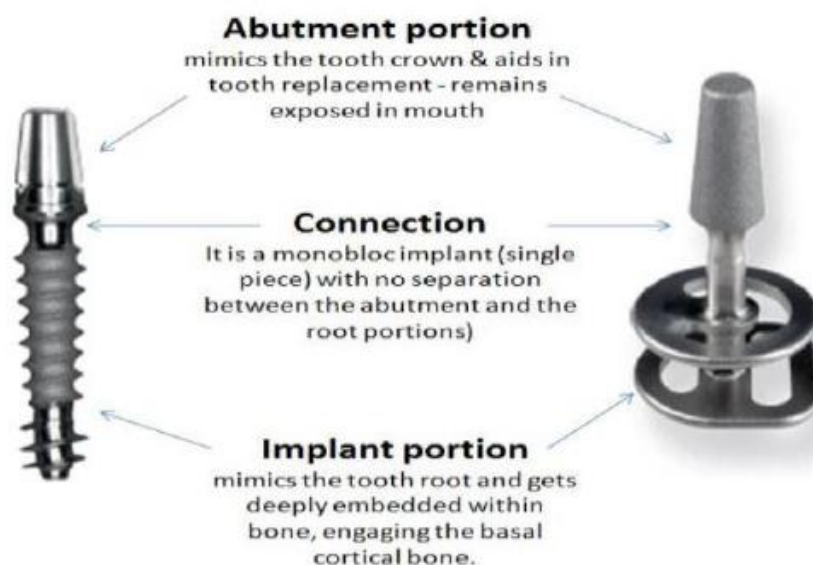 Abutment portion
mimics the tooth crown & aids in
tooth replacement - remains
exposed in mouth
Connection
It is a monobloc implant (single
piece) with no separation
between the abutment and the
root portions)
Implant portion
mimics the tooth root and gets
deeply embedded within
bone, engaging the basal
cortical bone.